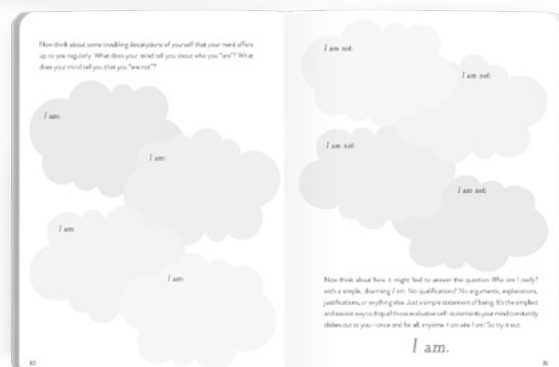 Now think about some troubling descriptions of yourself that your mind offers
up to you regularly. What does your mind tell you about who you "are"? What
does your mind tell you that you "are not"?
I am:
I am:
I am:
I am:
80
I am not:
I am not:
I am not:
I am not:
Now think about how it might feel to answer the question Who am I really?
with a simple, disarming I am. No qualifications! No arguments, explanations,
justifications, or anything else. Just a simple statement of being. It's the simplest
and easiest way to drop all those evaluative self-statements your mind constantly
dishes out to you—once and for all, anytime. I am who I am! So try it out.
I am.
81